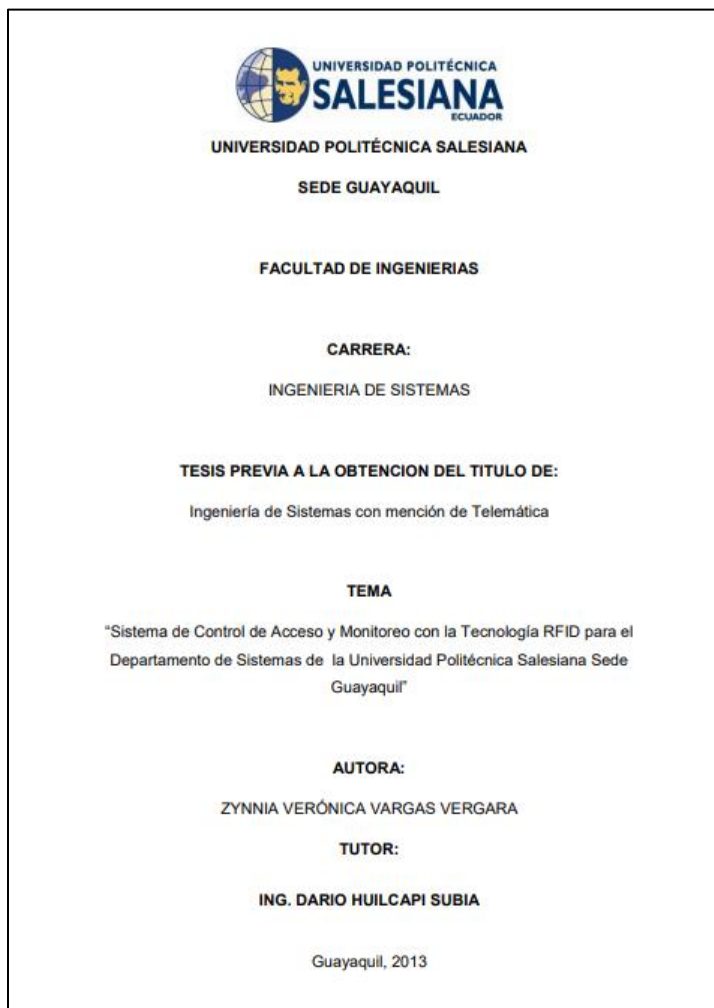 UNIVERSIDAD POLITÉCNICA
SALESIANA
ECUADOR
UNIVERSIDAD POLITÉCNICA SALESIANA
SEDE GUAYAQUIL
FACULTAD DE INGENIERIAS
CARRERA:
INGENIERIA DE SISTEMAS
TESIS PREVIA A LA OBTENCION DEL TITULO DE:
Ingeniería de Sistemas con mención de Telemática
TEMA
“Sistema de Control de Acceso y Monitoreo con la Tecnología RFID para el
Departamento de Sistemas de la Universidad Politécnica Salesiana Sede
Guayaquil”
AUTORA:
ZYNNIA VERÓNICA VARGAS VERGARA
TUTOR:
ING. DARIO HUILCAPI SUBIA
Guayaquil, 2013